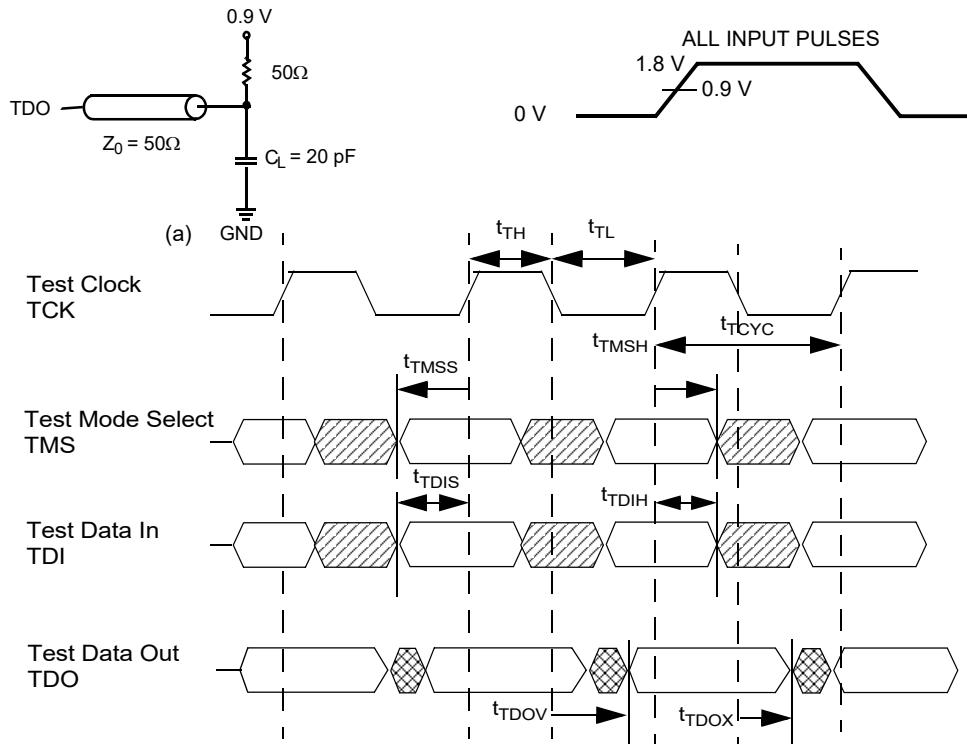 0.9 V
50Ω
TDO
Z0 = 50Ω
CL = 20 pF
(a) GND
ALL INPUT PULSES
1.8 V
0.9 V
0 V
tTH
tTL
Test Clock
TCK
tTCYC
tTMSH
tTMSS
Test Mode Select
TMS
tTDIS
tTDIH
Test Data In
TDI
Test Data Out
TDO
tTDOV
tTDOX